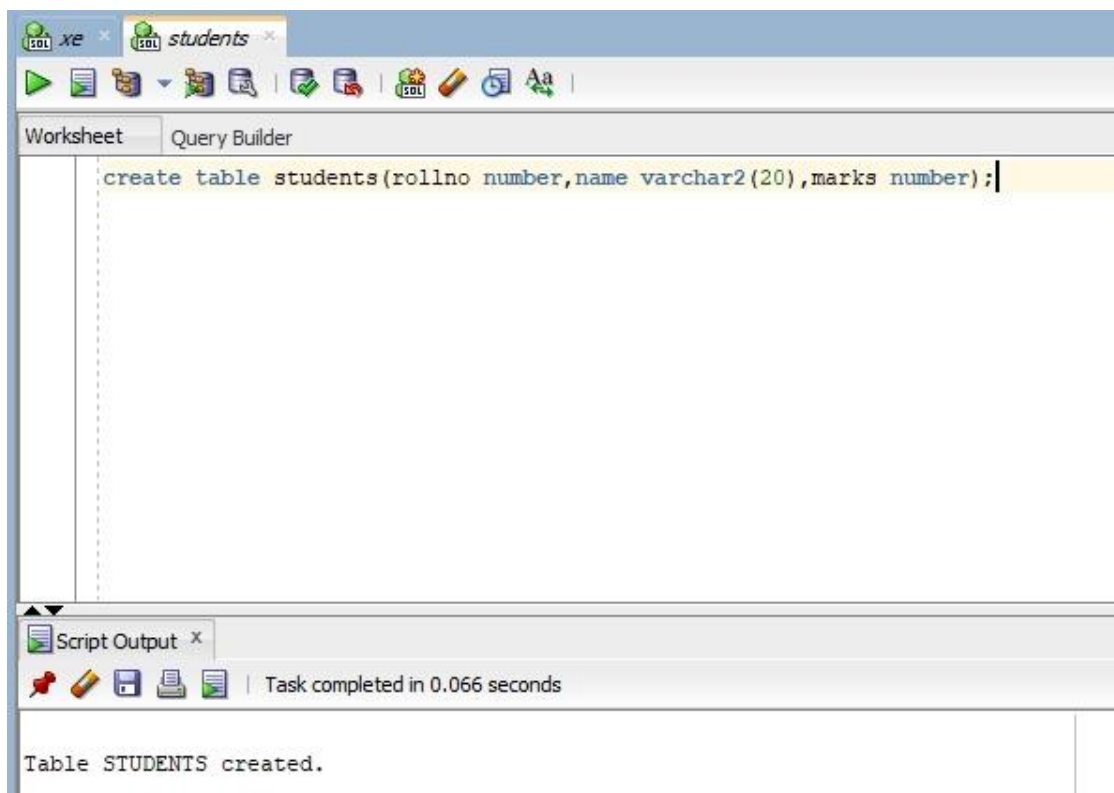 xe students
Worksheet Query Builder
create table students(rollno number,name varchar2(20),marks number);
Script Output
Task completed in 0.066 seconds
Table STUDENTS created.